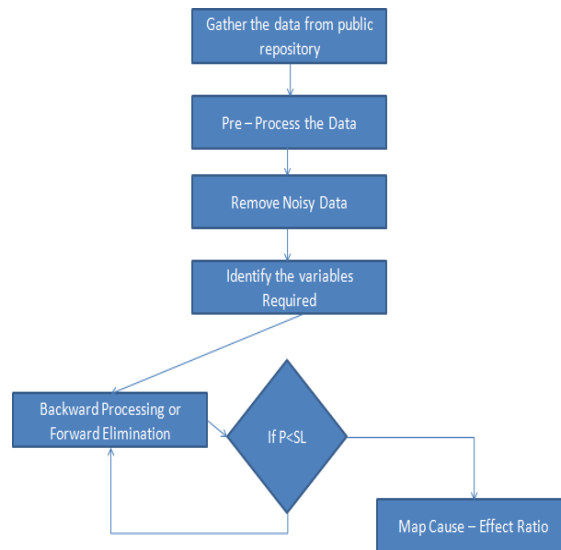 Gather the data from public
repository
Pre – Process the Data
Remove Noisy Data
Identify the variables
Required
Backward Processing or
Forward Elimination
If P<SL
Map Cause – Effect Ratio